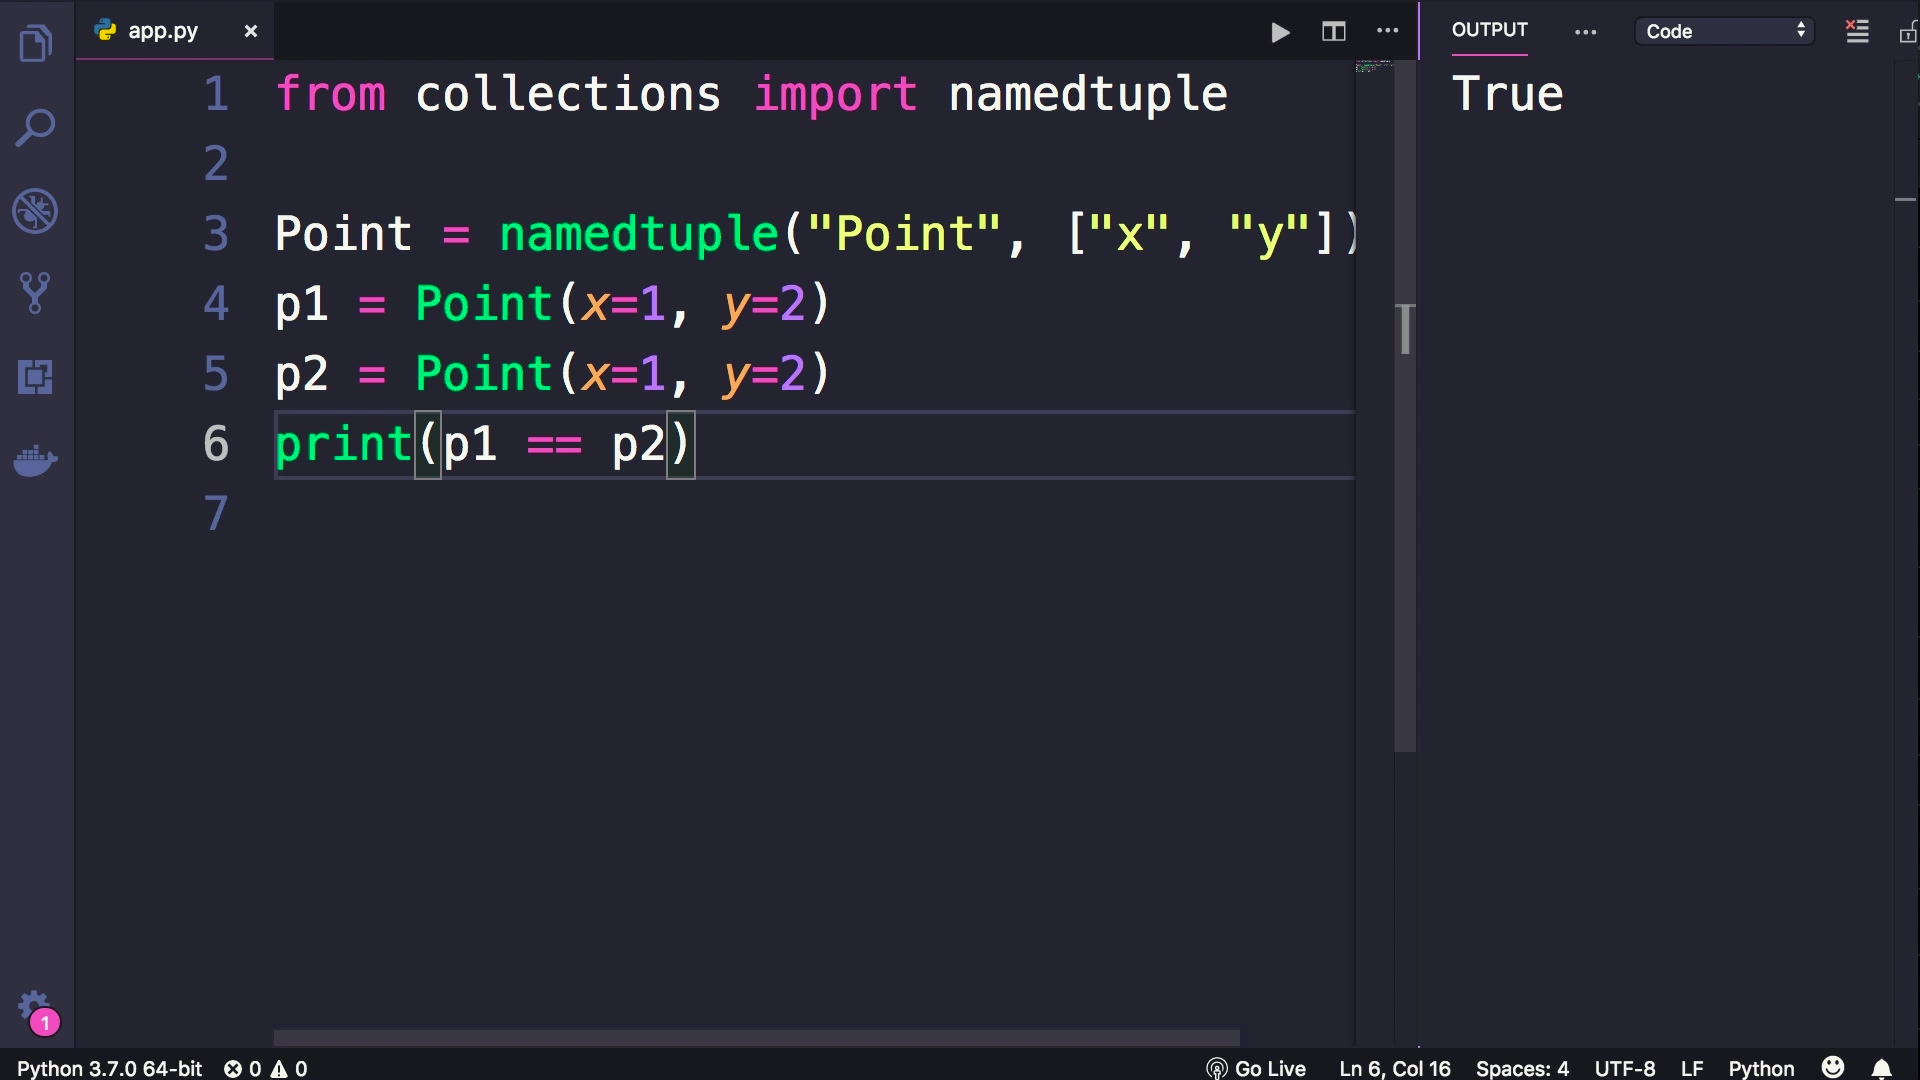 app.py
OUTPUT
Code
1 from collections import namedtuple
2
3 Point = namedtuple("Point", ["x", "y"])
4 p1 = Point(x=1, y=2)
5 p2 = Point(x=1, y=2)
6 print(p1 == p2)
7
True
1
Python 3.7.0 64-bit 0 0 Go Live Ln 6, Col 16 Spaces: 4 UTF-8 LF Python